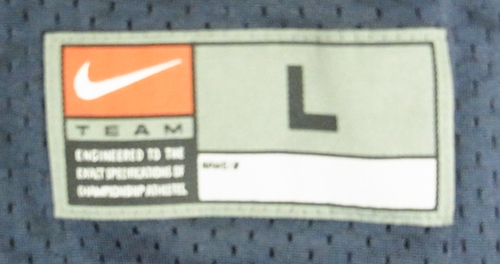 TEAM
L
ENGINEERED TO THE
EXACT SPECIFICATIONS OF
CHAMPIONSHIP ATHLETES.